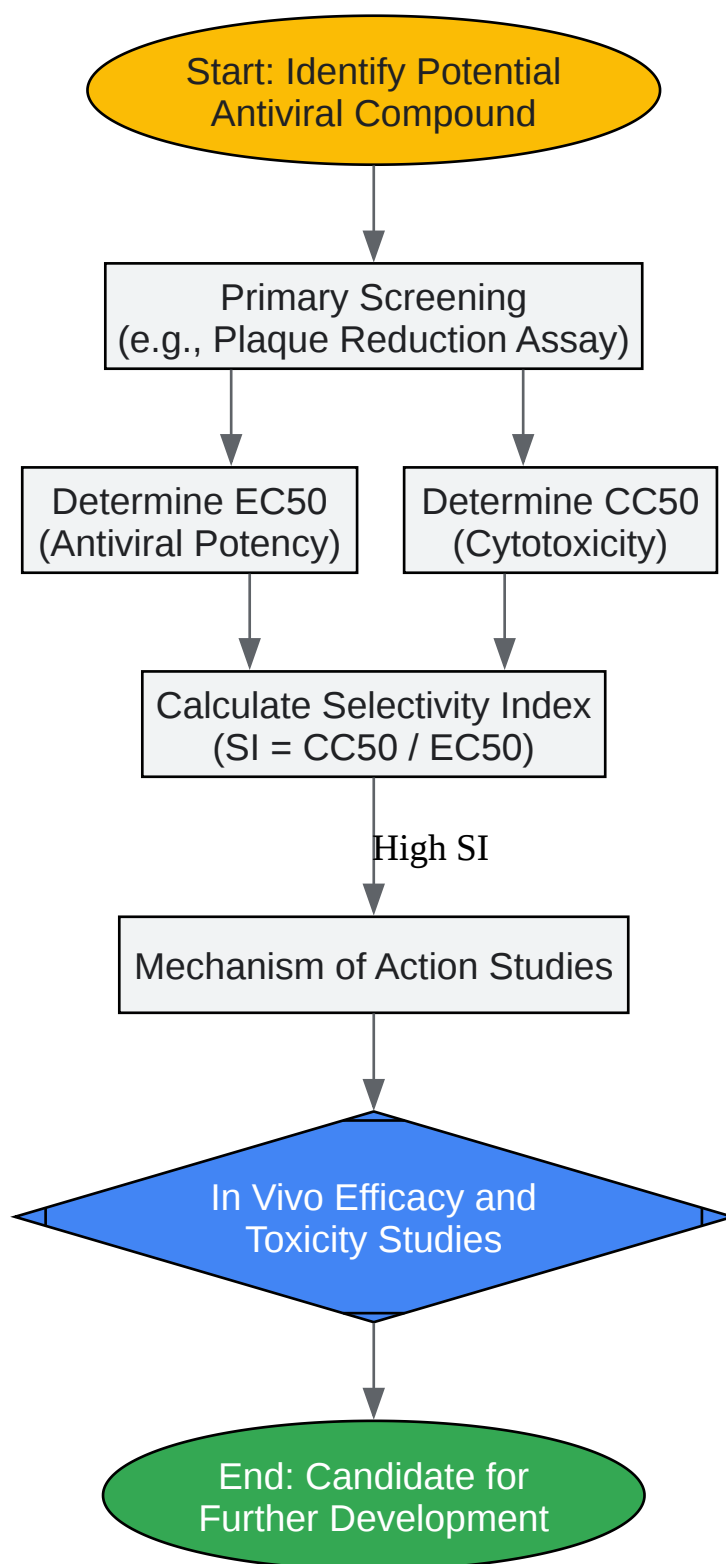 Start: Identify Potential
Antiviral Compound
Primary Screening
(e.g., Plaque Reduction Assay)
Determine EC50
(Antiviral Potency)
Determine CC50
(Cytotoxicity)
Calculate Selectivity Index
(SI = CC50 / EC50)
High SI
Mechanism of Action Studies
In Vivo Efficacy and
Toxicity Studies
End: Candidate for
Further Development